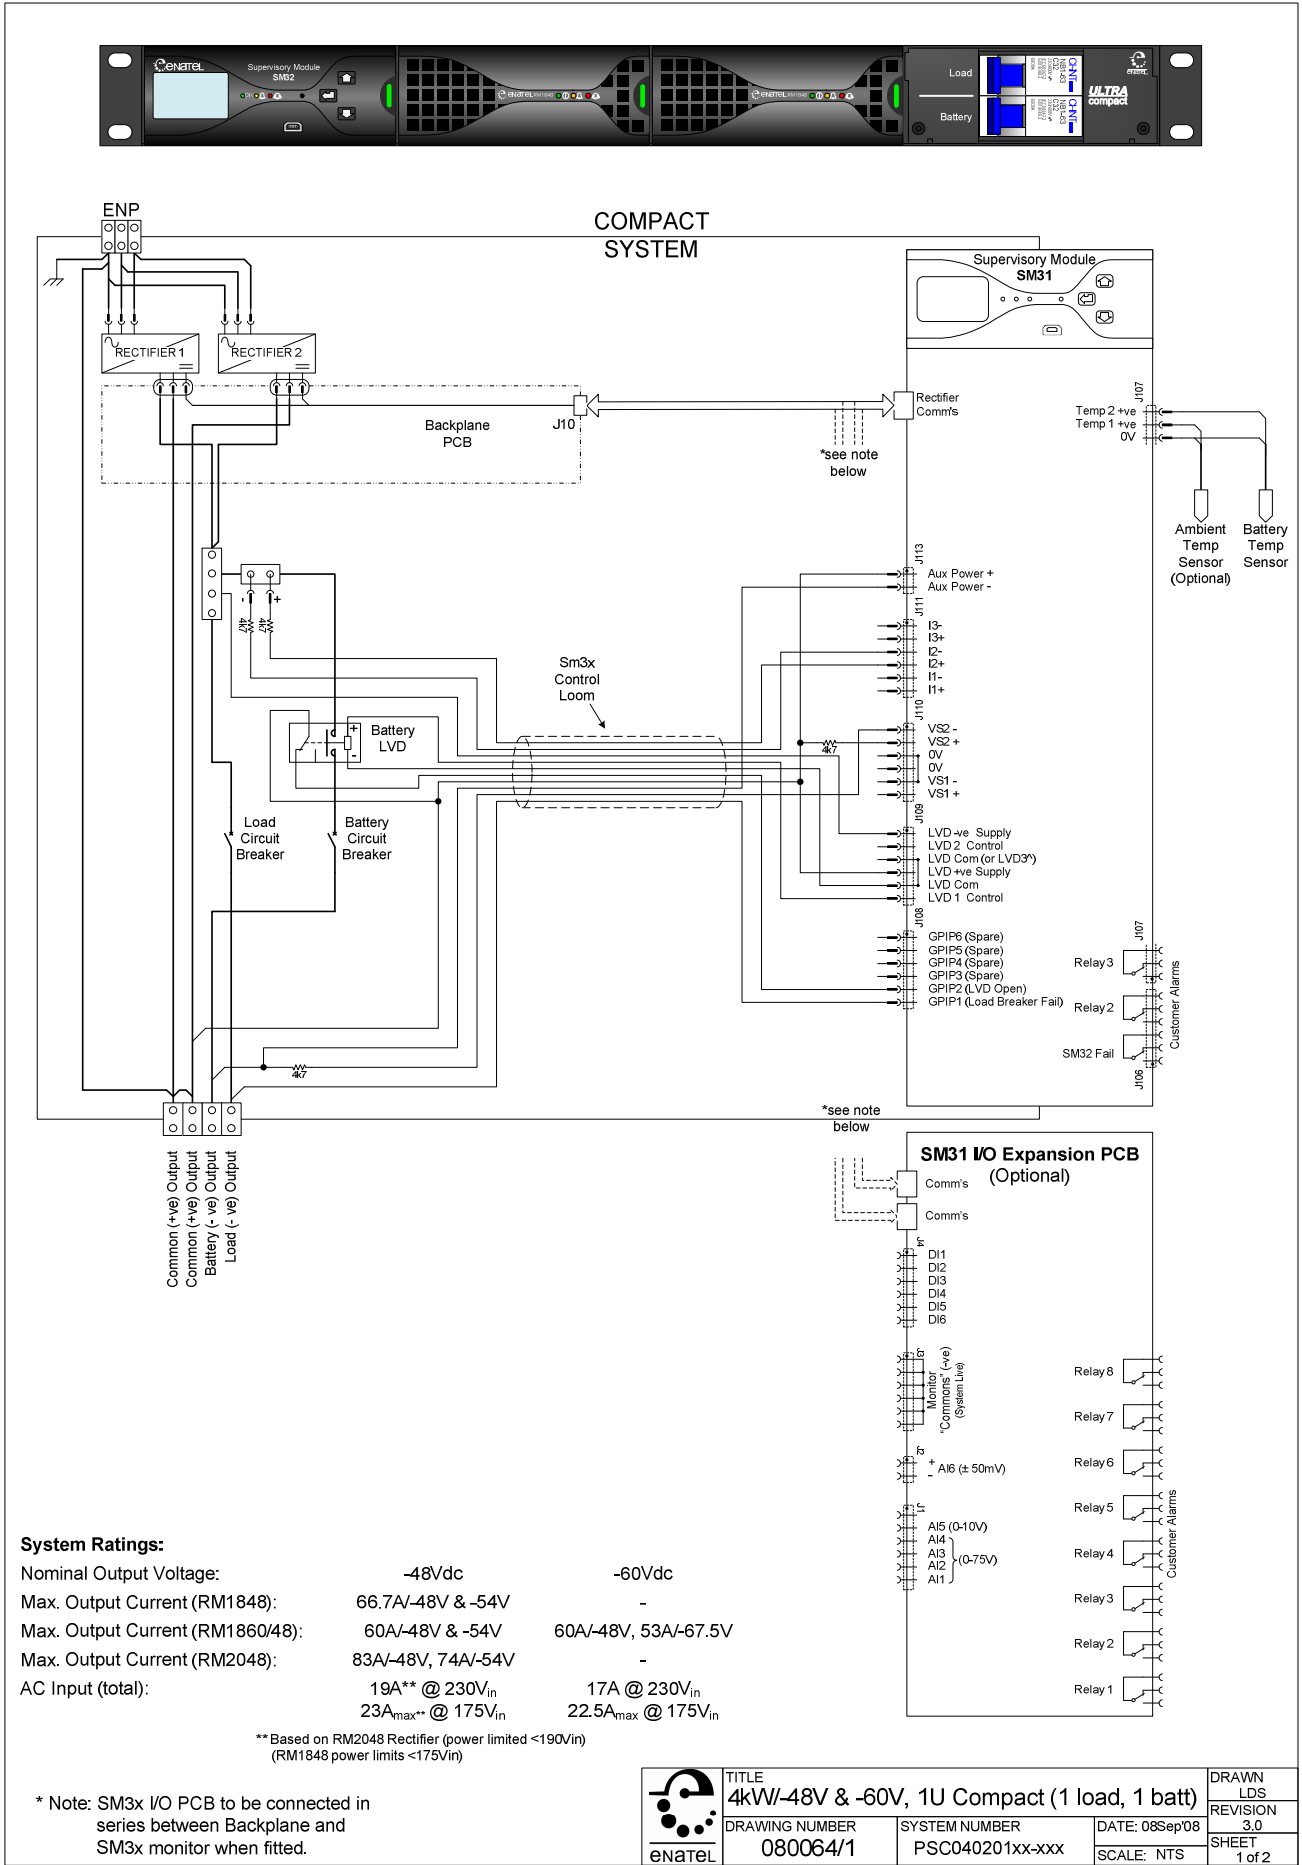 eNATEL
Supervisory Module
SM32
eNATEL RM1848
eNATEL RM1848
Load
Battery
CHNT
NB1-63
C32
CHNT
NB1-63
C32
eNATEL
ULTRA
compact
ENP
COMPACT
SYSTEM
Supervisory Module
SM31
RECTIFIER 1
RECTIFIER 2
Backplane
PCB
J10
Rectifier
Comm's
*see note
below
J107
Temp 2 +ve
Temp 1 +ve
0V
Ambient
Temp
Sensor
(Optional)
Battery
Temp
Sensor
J113
Aux Power +
Aux Power -
J111
I3-
I3+
I2-
I2+
I1-
I1+
- +
4k7
4k7
Sm3x
Control
Loom
Battery
LVD
+
-
J110
VS2 -
VS2 +
0V
0V
VS1 -
VS1 +
4k7
Load
Circuit
Breaker
Battery
Circuit
Breaker
J109
LVD -ve Supply
LVD 2 Control
LVD Com (or LVD3^)
LVD +ve Supply
LVD Com
LVD 1 Control
J108
GPIP6 (Spare)
GPIP5 (Spare)
GPIP4 (Spare)
GPIP3 (Spare)
GPIP2 (LVD Open)
GPIP1 (Load Breaker Fail)
J107
Relay 3
Relay 2
SM32 Fail
Customer Alarms
J106
4k7
Common (+ve) Output
Common (+ve) Output
Battery (- ve) Output
Load (- ve) Output
*see note
below
SM31 I/O Expansion PCB
(Optional)
Comm's
Comm's
J4
DI1
DI2
DI3
DI4
DI5
DI6
J3
Monitor
"Commons" (-ve)
(System Live)
J2
+
-
AI6 (± 50mV)
J1
AI5 (0-10V)
AI4
AI3
AI2
AI1
(0-75V)
Relay 8
Relay 7
Relay 6
Relay 5
Relay 4
Relay 3
Relay 2
Relay 1
Customer Alarms
System Ratings:
Nominal Output Voltage: -48Vdc -60Vdc
Max. Output Current (RM1848): 66.7A/-48V & -54V -
Max. Output Current (RM1860/48): 60A/-48V & -54V 60A/-48V, 53A/-67.5V
Max. Output Current (RM2048): 83A/-48V, 74A/-54V -
AC Input (total): 19A** @ 230Vin 17A @ 230Vin
23Amax** @ 175Vin 22.5Amax @ 175Vin
** Based on RM2048 Rectifier (power limited <190Vin)
(RM1848 power limits <175Vin)
* Note: SM3x I/O PCB to be connected in
series between Backplane and
SM3x monitor when fitted.
eNATEL
TITLE
4kW/-48V & -60V, 1U Compact (1 load, 1 batt)
DRAWN
LDS
REVISION
3.0
DRAWING NUMBER
080064/1
SYSTEM NUMBER
PSC040201xx-xxx
DATE: 08Sep'08
SCALE: NTS
SHEET
1 of 2